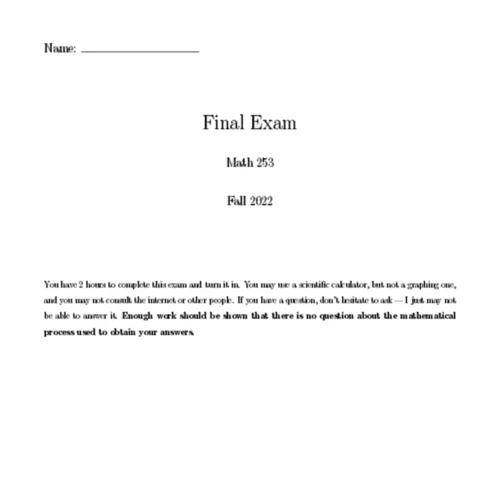 Name:
Final Exam
Math 253
Fall 2022
You have 2 hours to complete this exam and turn it in. You may use a scientific calculator, but not a graphing one,
and you may not consult the internet or other people. If you have a question, don't hesitate to ask — I just may not
be able to answer it. Enough work should be shown that there is no question about the mathematical
process used to obtain your answers.